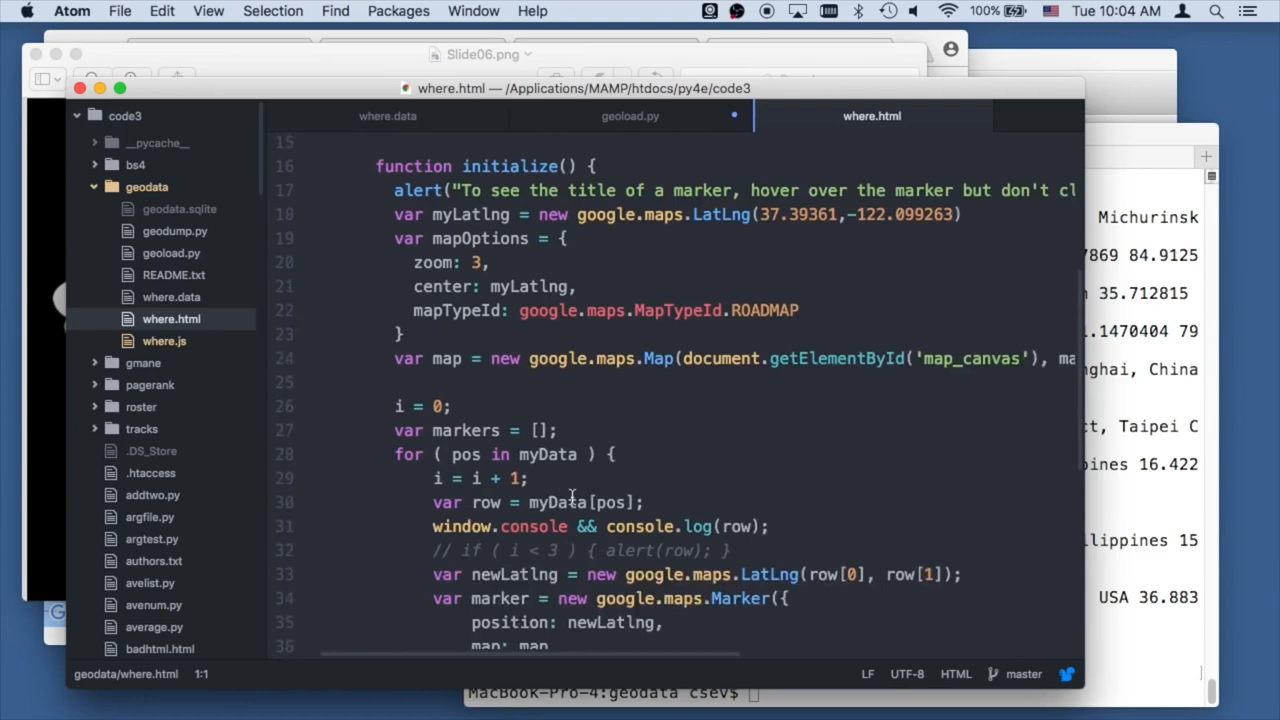 Atom File Edit View Selection Find Packages Window Help 100% Tue 10:04 AM
Slide06.png
where.html — /Applications/MAMP/htdocs/py4e/code3
code3
where.data
geoload.py
where.html
__pycache__
bs4
geodata
geodata.sqlite
geodump.py
geoload.py
README.txt
where.data
where.html
where.js
gmane
pagerank
roster
tracks
.DS_Store
.htaccess
addtwo.py
argfile.py
argtest.py
authors.txt
avelist.py
avenum.py
average.py
badhtml.html
15
16 function initialize() {
17 alert("To see the title of a marker, hover over the marker but don't cl
18 var myLatlng = new google.maps.LatLng(37.39361,-122.099263)
19 var mapOptions = {
20 zoom: 3,
21 center: myLatlng,
22 mapTypeId: google.maps.MapTypeId.ROADMAP
23 }
24 var map = new google.maps.Map(document.getElementById('map_canvas'), ma
25
26 i = 0;
27 var markers = [];
28 for ( pos in myData ) {
29 i = i + 1;
30 var row = myData[pos];
31 window.console && console.log(row);
32 // if ( i < 3 ) { alert(row); }
33 var newLatlng = new google.maps.LatLng(row[0], row[1]);
34 var marker = new google.maps.Marker({
35 position: newLatlng,
36 map: map
geodata/where.html 1:1 LF UTF-8 HTML master
Michurinsk
7869 84.9125
35.712815
.1470404 79
nghai, China
ct, Taipei C
pines 16.422
lippines 15
USA 36.883
MacBook-Pro-4:geodata csev$